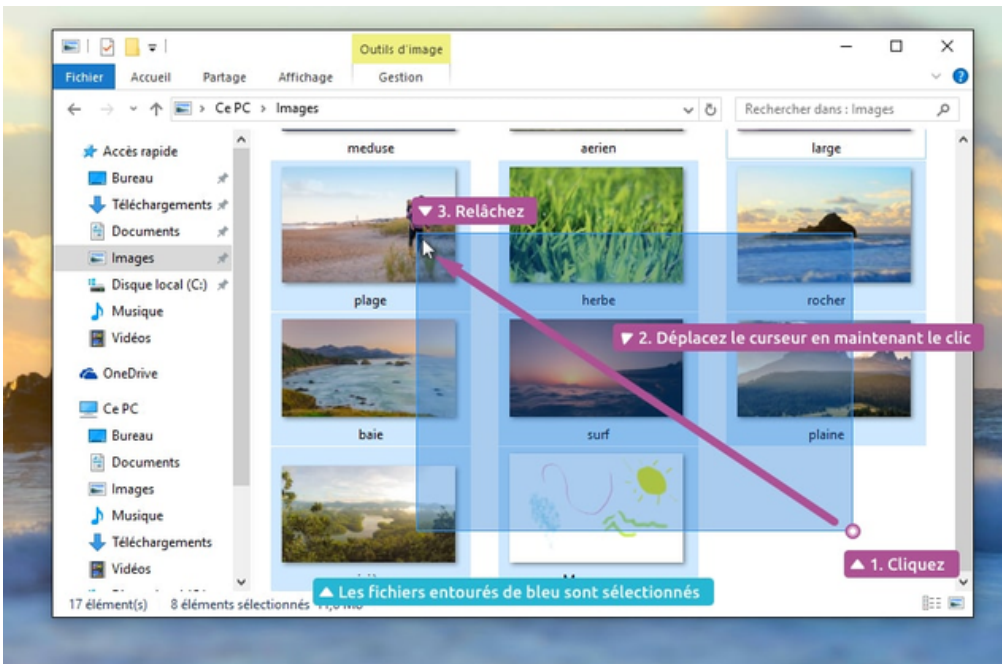 Outils d'image
Fichier
Accueil
Partage
Affichage
Gestion
Ce PC > Images
Rechercher dans : Images
Accès rapide
Bureau
Téléchargements
Documents
Images
Disque local (C:)
Musique
Vidéos
OneDrive
Ce PC
Bureau
Documents
Images
Musique
Téléchargements
Vidéos
meduse
aerien
large
▼ 3. Relâchez
plage
herbe
rocher
▼ 2. Déplacez le curseur en maintenant le clic
baie
surf
plaine
▲ 1. Cliquez
▲ Les fichiers entourés de bleu sont sélectionnés
17 élément(s)
8 éléments sélectionnés